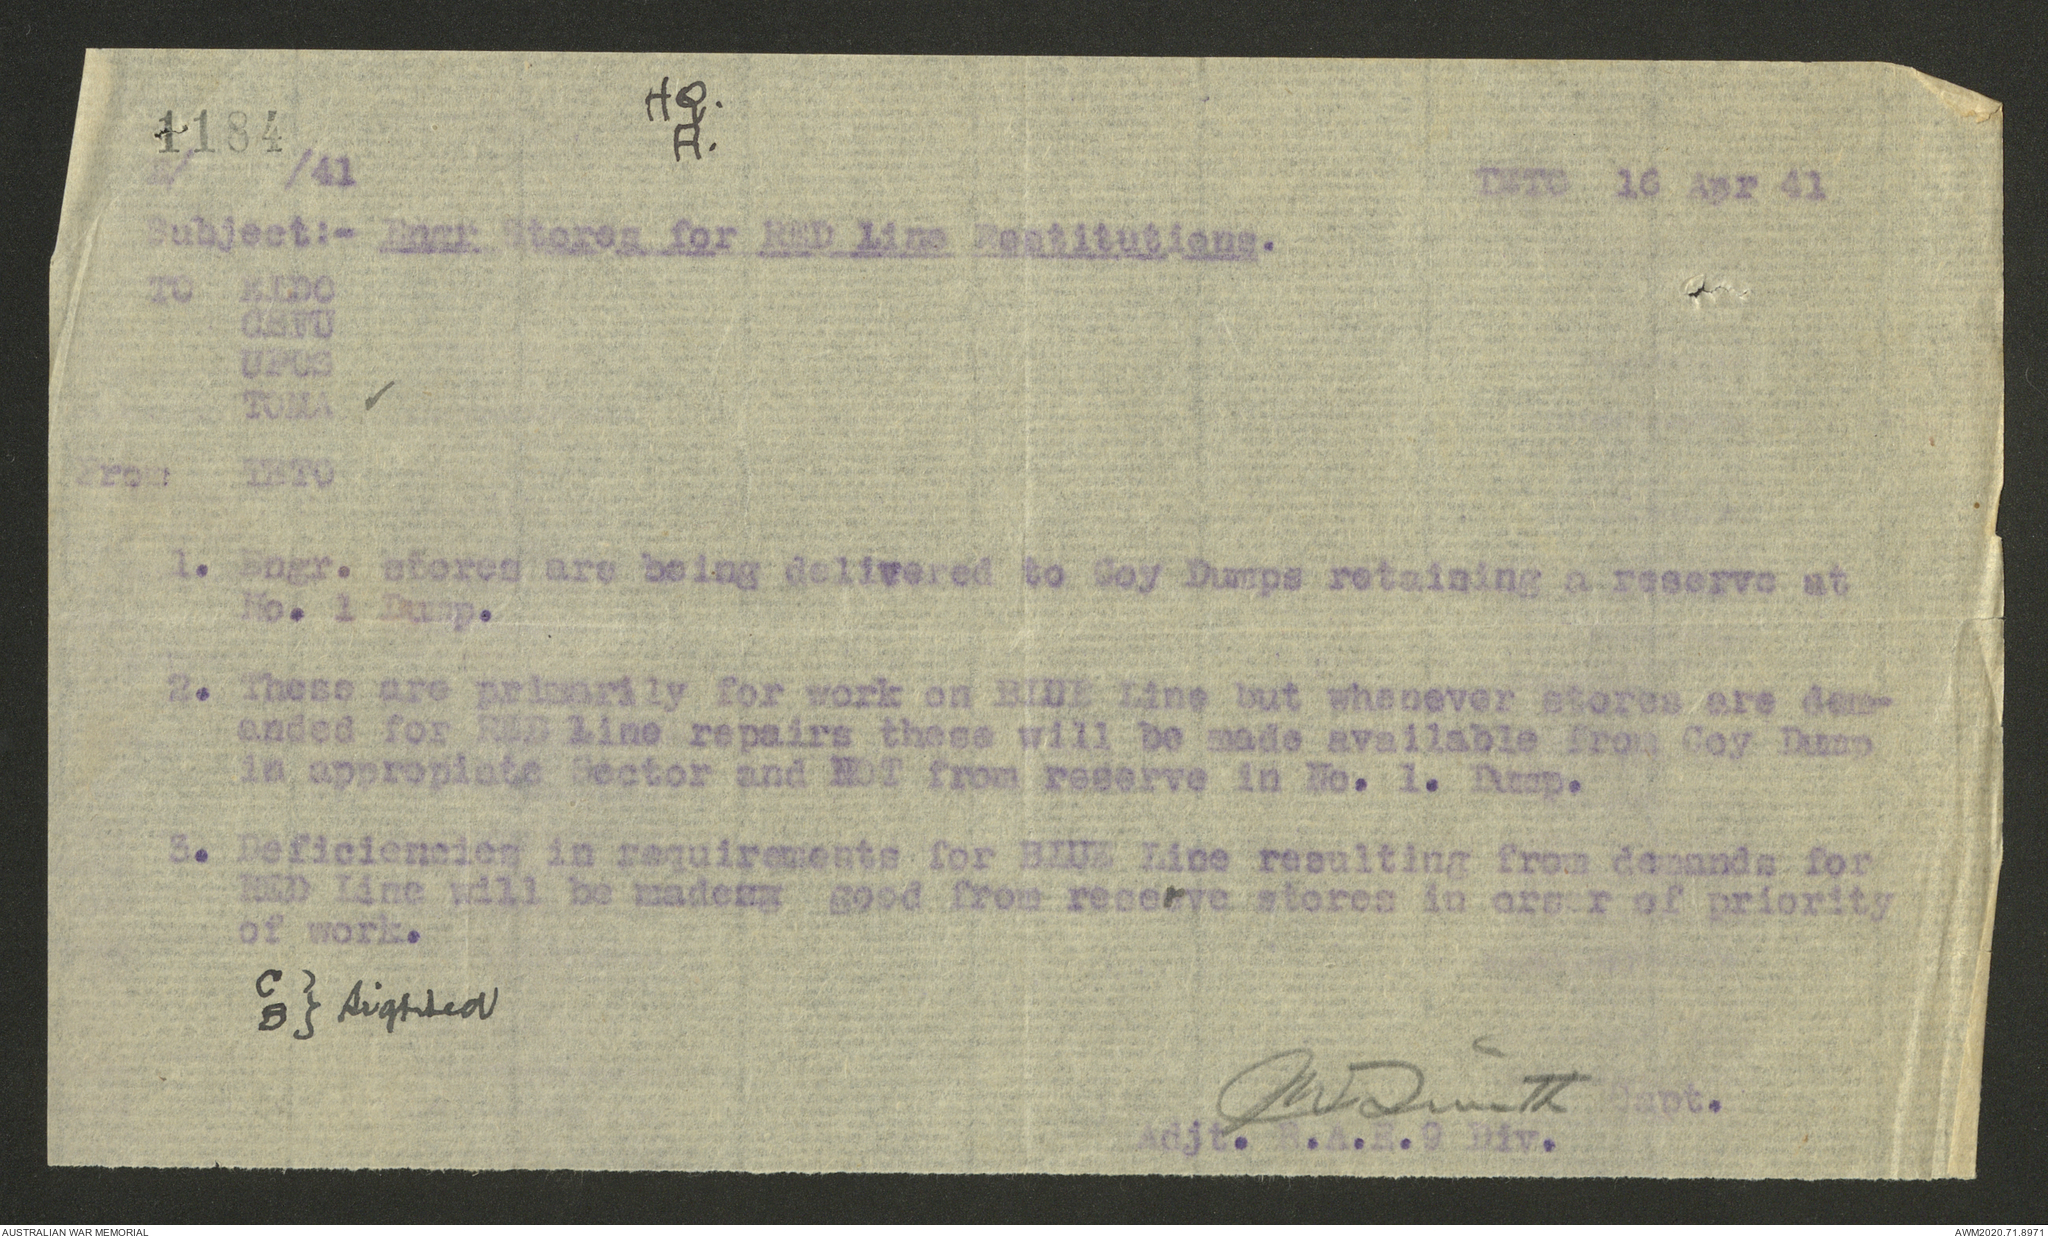 HQ.
A.
1184
/41
16 Apr 41
Subject:- Engr Stores for RED Line Restitutions.
TO KIDO
CEFU
UFUS
TOMA ✓
From: INTO
1. Engr. stores are being delivered to Coy Dumps retaining a reserve at
No. 1 Dump.
2. These are primarily for work on BLUE Line but whenever stores are dem-
anded for RED Line repairs these will be made available from Coy Dump
in appropiate Sector and NOT from reserve in No. 1. Dump.
3. Deficiencies in requirements for BLUE Line resulting from demands for
RED Line will be good from reserve stores in order of priority
of work.
C
B } Sighted
Smith Capt.
Adjt. R.A.E. 9 Div.
AUSTRALIAN WAR MEMORIAL
AWM2020.71.8971